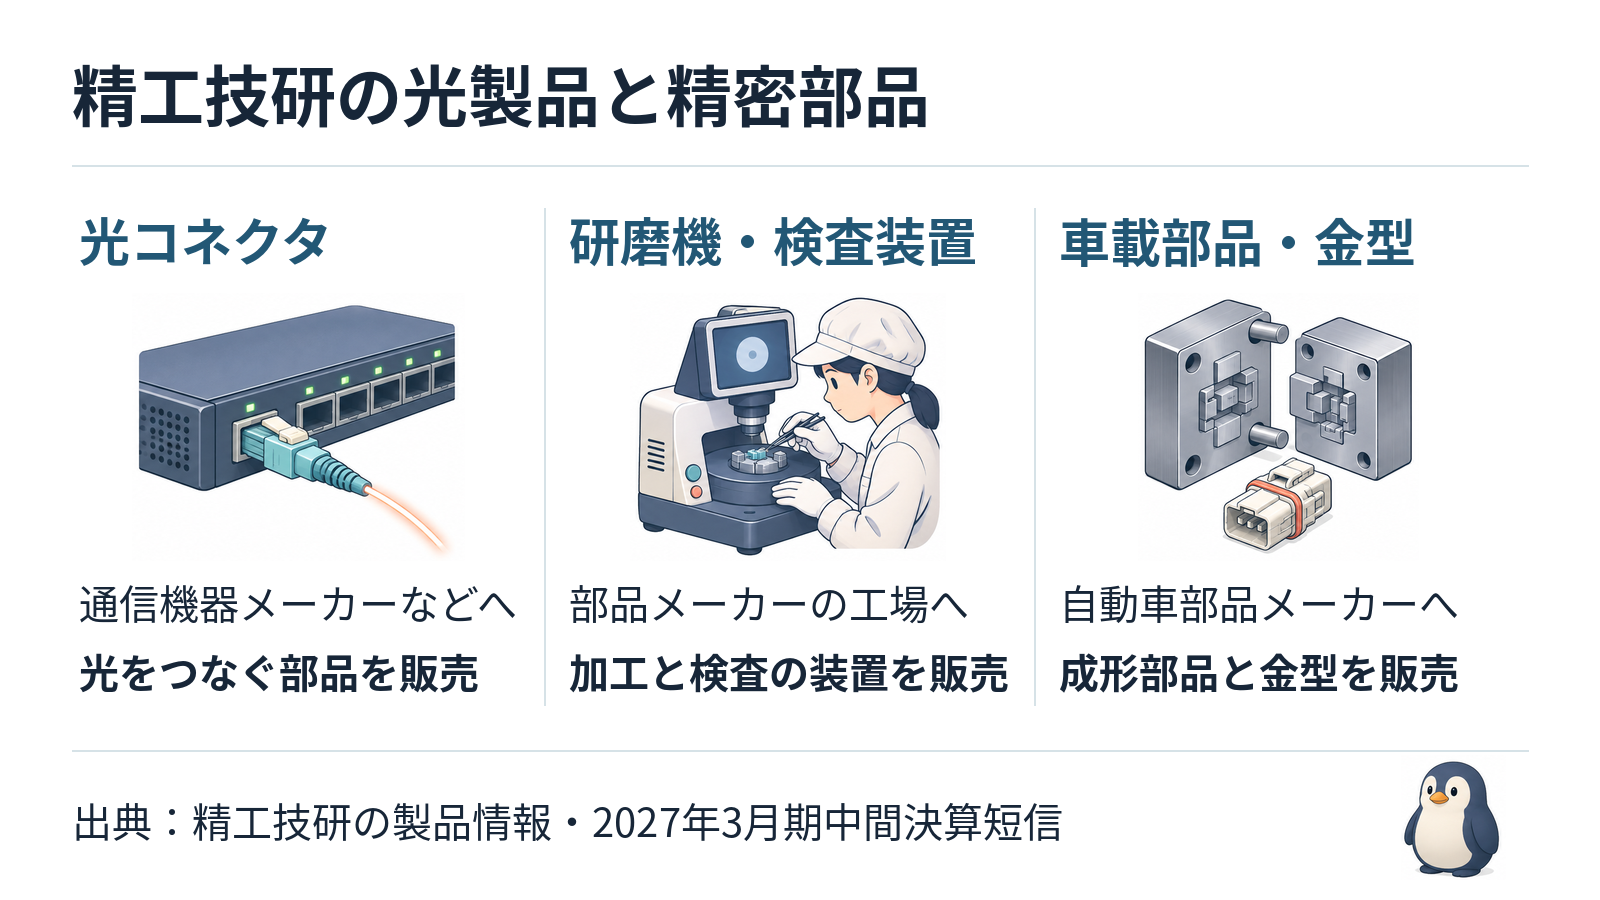 精工技研の光製品と精密部品
光コネクタ
通信機器メーカーなどへ
光をつなぐ部品を販売
研磨機・検査装置
部品メーカーの工場へ
加工と検査の装置を販売
車載部品・金型
自動車部品メーカーへ
成形部品と金型を販売
出典：精工技研の製品情報・2027年3月期中間決算短信